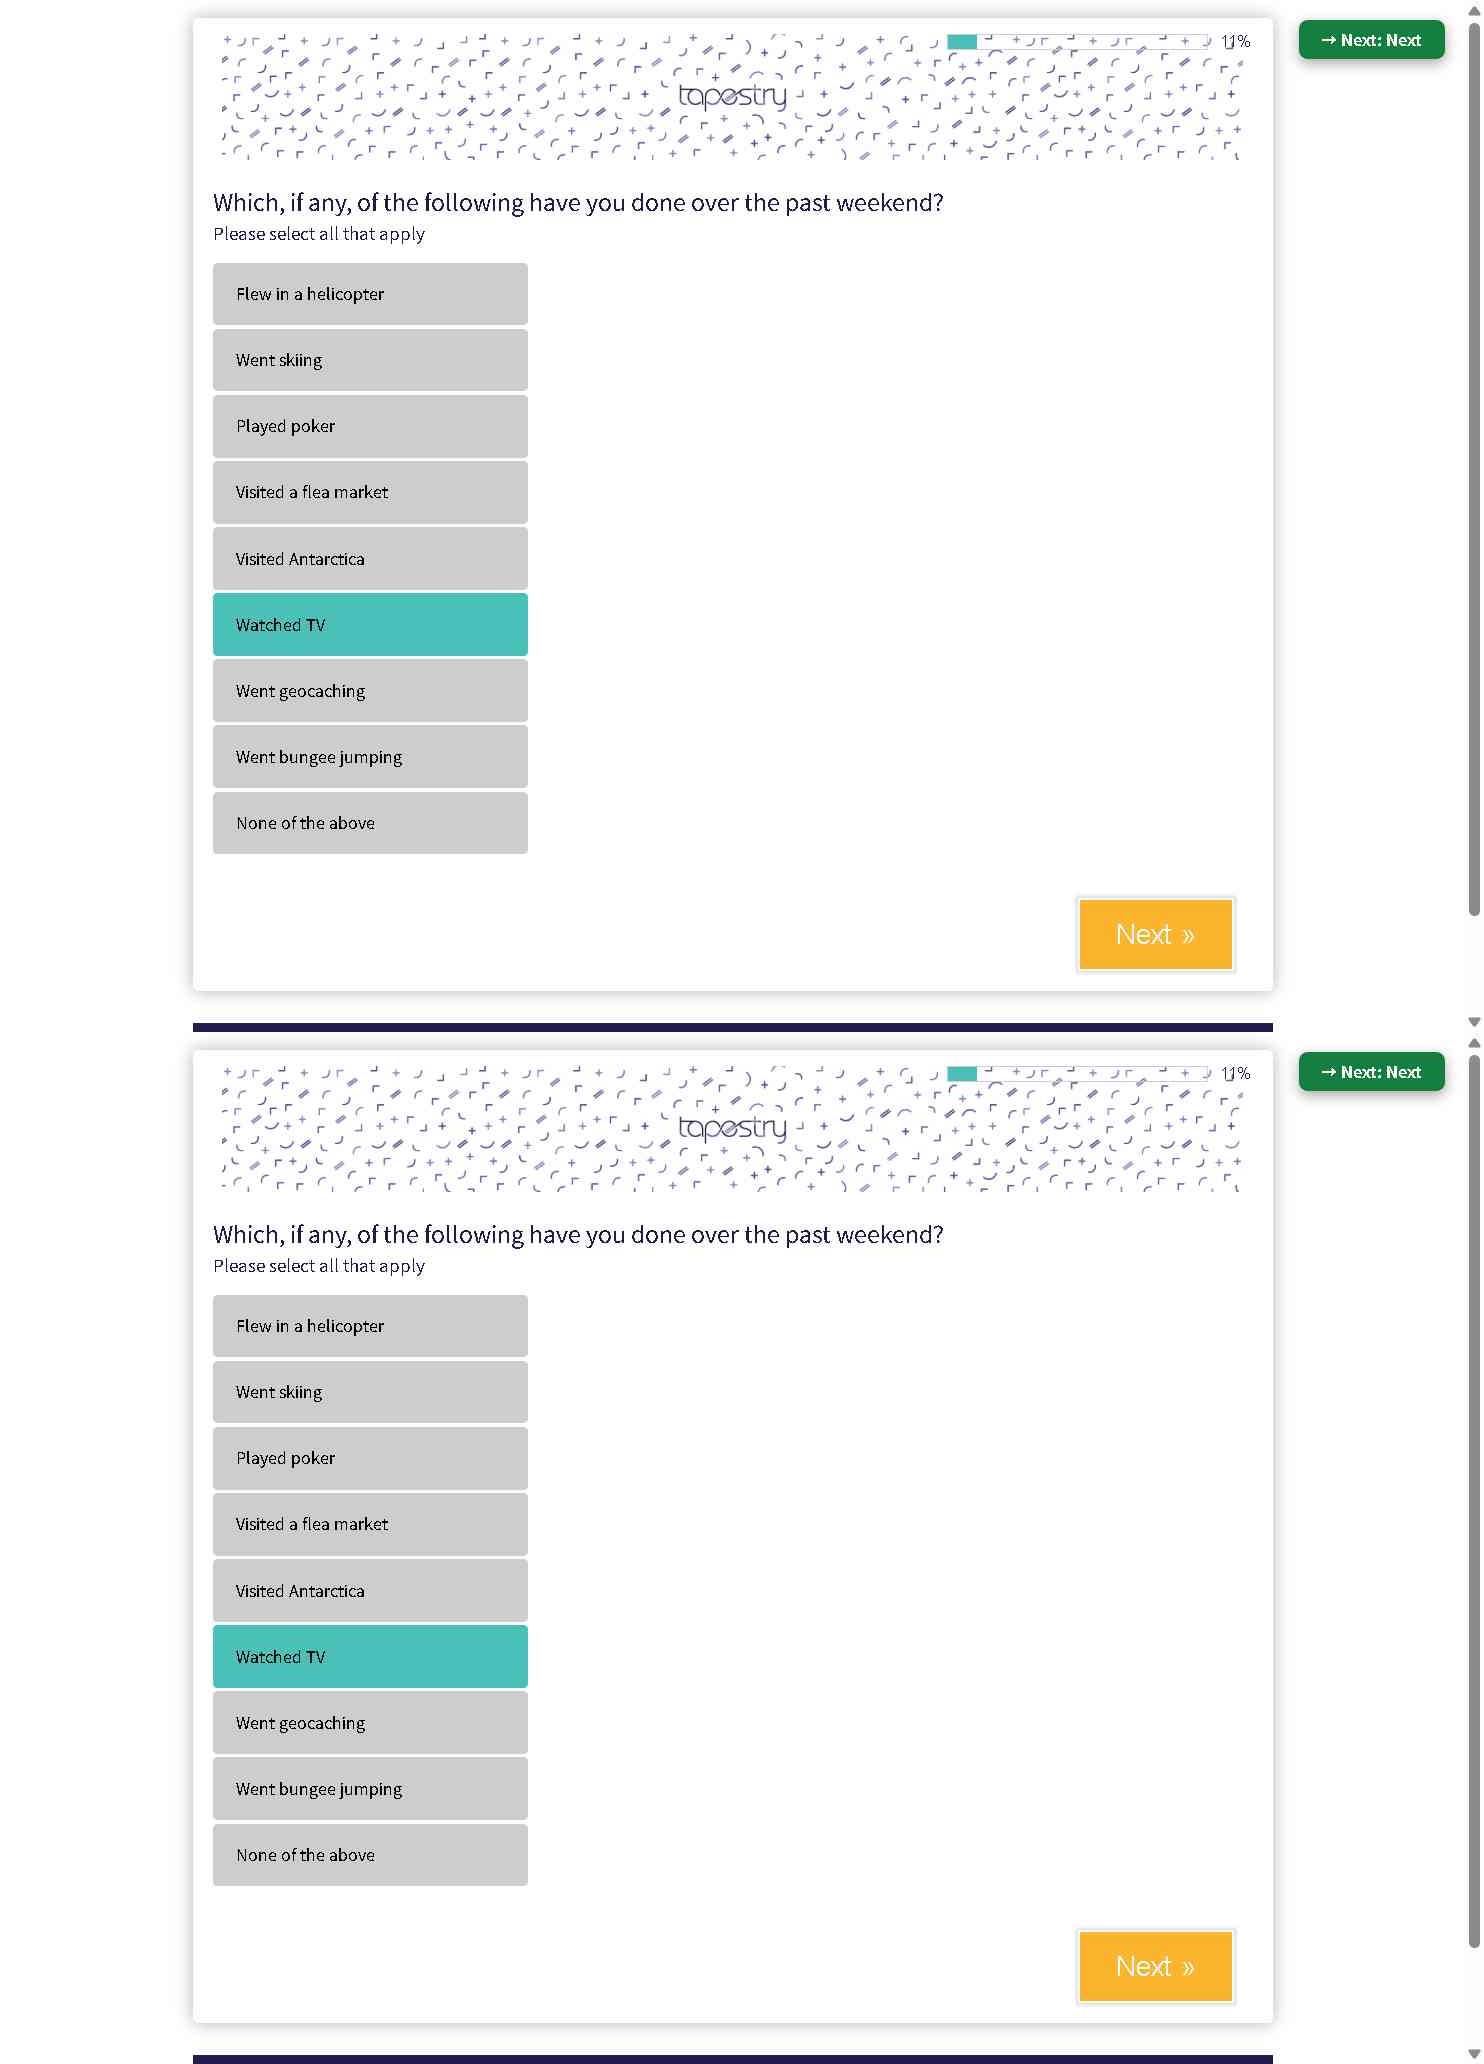 11%
→ Next: Next
tapestry
Which, if any, of the following have you done over the past weekend?
Please select all that apply
Flew in a helicopter
Went skiing
Played poker
Visited a flea market
Visited Antarctica
Watched TV
Went geocaching
Went bungee jumping
None of the above
Next »
11%
→ Next: Next
tapestry
Which, if any, of the following have you done over the past weekend?
Please select all that apply
Flew in a helicopter
Went skiing
Played poker
Visited a flea market
Visited Antarctica
Watched TV
Went geocaching
Went bungee jumping
None of the above
Next »